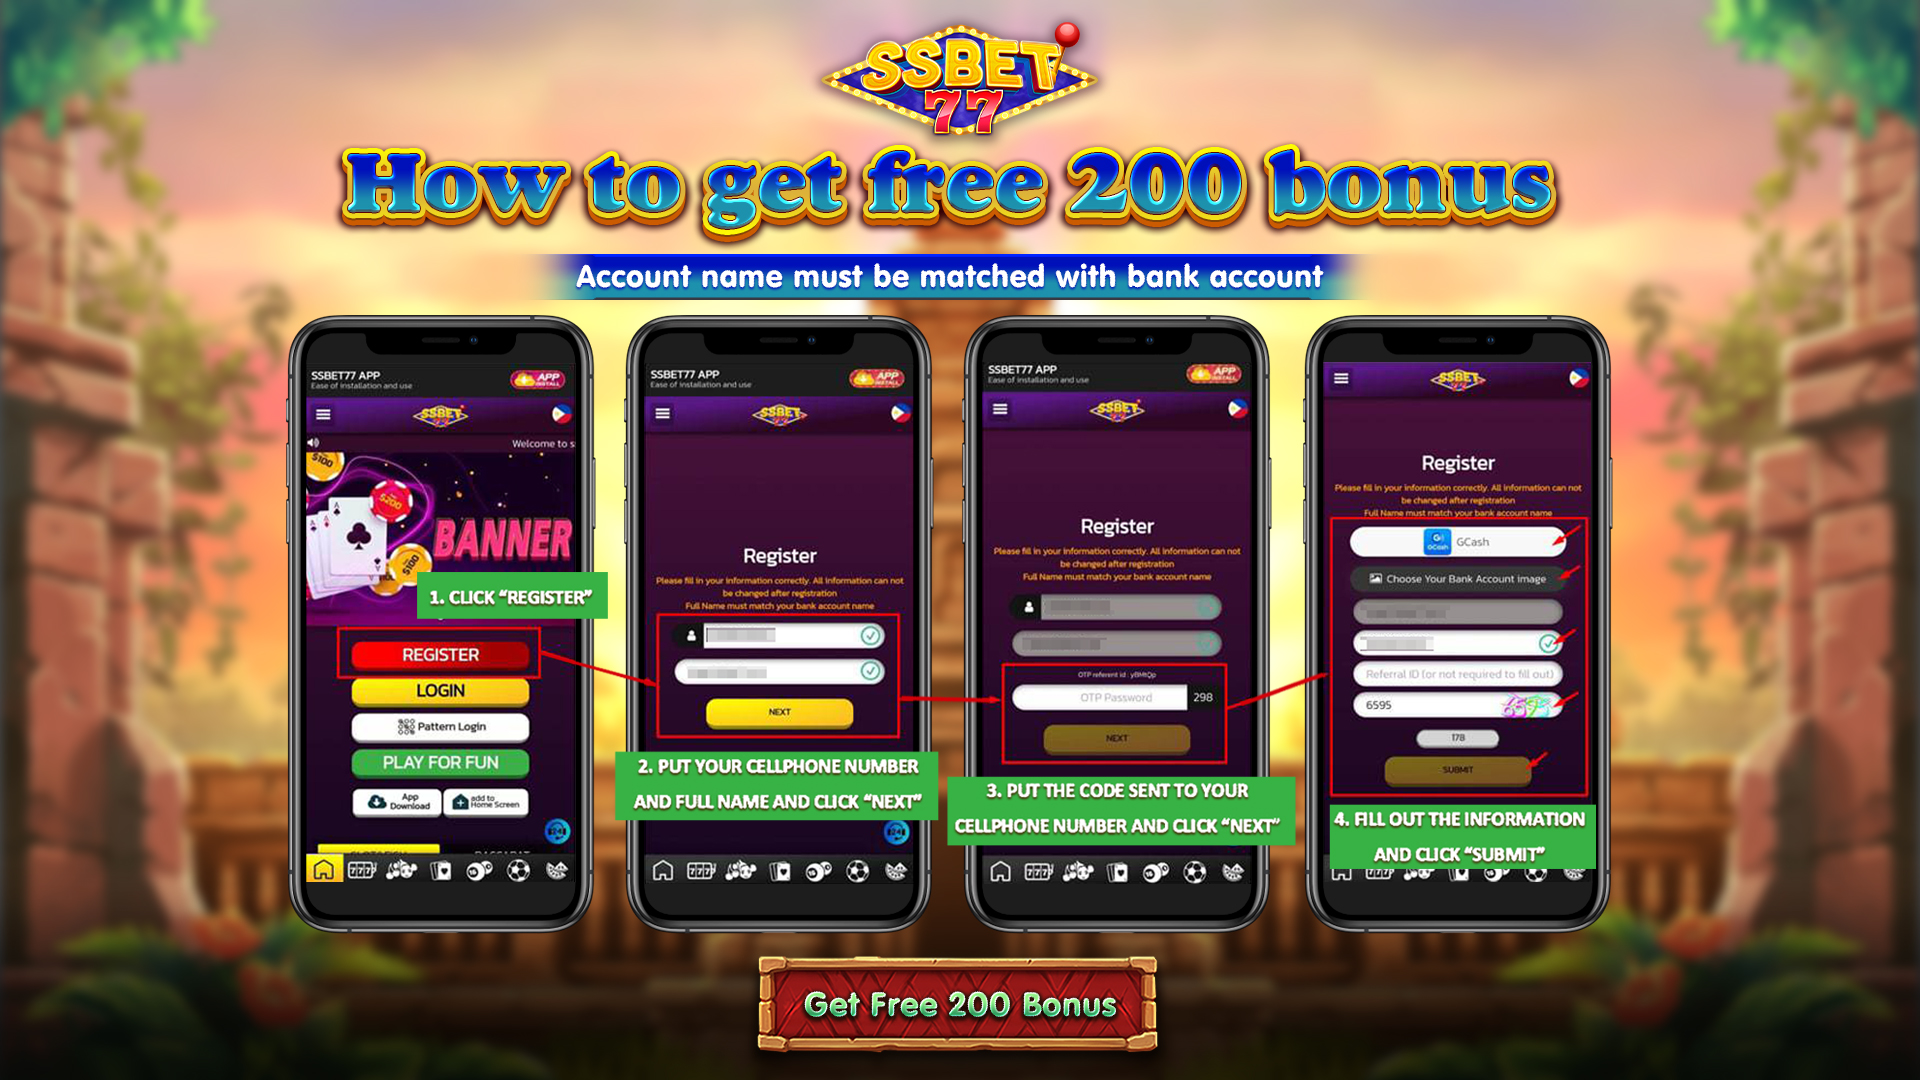 SSBET
77
How to get free 200 bonus
Account name must be matched with bank account
SSBET77 APP
Ease of installation and use
APP
INSTALL
SSBET
77
Welcome to s
$100
$200
$100
BANNER
1. CLICK “REGISTER”
REGISTER
LOGIN
Pattern Login
PLAY FOR FUN
App
Download
add to
Home Screen
24
777
SSBET77 APP
Ease of installation and use
APP
INSTALL
SSBET
77
Register
Please fill in your information correctly. All information can not
be changed after registration
Full Name must match your bank account name
NEXT
2. PUT YOUR CELLPHONE NUMBER
AND FULL NAME AND CLICK “NEXT”
24
777
SSBET77 APP
Ease of installation and use
APP
INSTALL
SSBET
77
Register
Please fill in your information correctly. All information can not
be changed after registration
Full Name must match your bank account name
OTP referent id : yBMtQp
OTP Password
298
NEXT
3. PUT THE CODE SENT TO YOUR
CELLPHONE NUMBER AND CLICK “NEXT”
777
SSBET
77
Register
Please fill in your information correctly. All information can not
be changed after registration
Full Name must match your bank account name
GCash
GCash
Choose Your Bank Account image
Referral ID (or not required to fill out)
6595
6595
178
SUBMIT
4. FILL OUT THE INFORMATION
AND CLICK “SUBMIT”
Get Free 200 Bonus